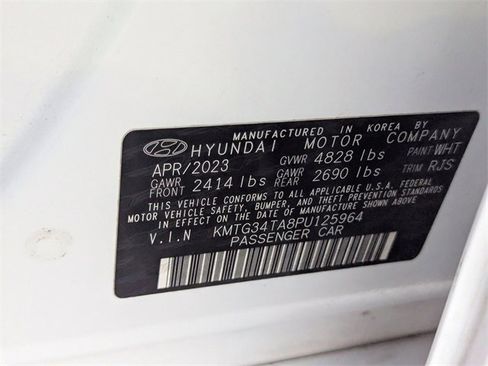 MANUFACTURED IN KOREA BY
HYUNDAI MOTOR COMPANY
APR/2023 GVWR 4828 lbs PAINT WHT
GAWR FRONT 2414 lbs GAWR REAR 2690 lbs TRIM RJS
THIS VEHICLE CONFORMS TO ALL APPLICABLE U.S.A. FEDERAL
MOTOR VEHICLE SAFETY, BUMPER, AND THEFT PREVENTION STANDARDS
IN EFFECT ON THE DATE OF MANUFACTURE SHOWN ABOVE
V.I.N KMTG34TA8PU125964
PASSENGER CAR